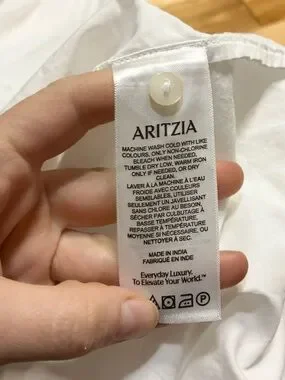 ARITZIA
MACHINE WASH COLD WITH LIKE
COLOURS, ONLY NON-CHLORINE
BLEACH WHEN NEEDED,
TUMBLE DRY LOW. WARM IRON
ONLY IF NEEDED, OR DRY
CLEAN.
LAVER À LA MACHINE À L'EAU
FROIDE AVEC COULEURS
SEMBLABLES, UTILISER
SEULEMENT UN JAVELLISANT
SANS CHLORE AU BESOIN,
SÉCHER PAR CULBUTAGE À
BASSE TEMPÉRATURE.
REPASSER À TEMPÉRATURE
MOYENNE SI NÉCESSAIRE, OU
NETTOYER À SEC.
MADE IN INDIA
FABRIQUÉ EN INDE
Everyday Luxury.
To Elevate Your World.™
P